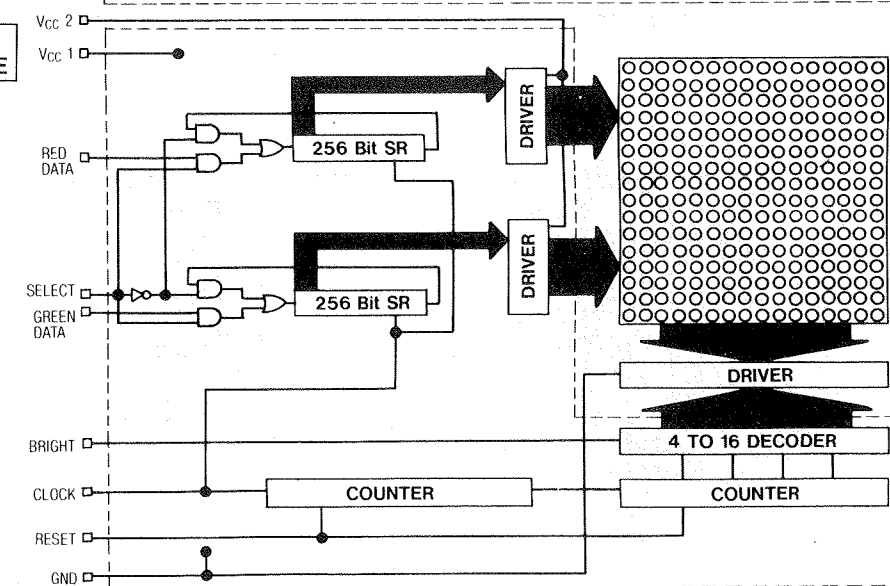 Vcc 2
Vcc 1
E
RED
DATA
256 Bit SR
DRIVER
SELECT
GREEN
DATA
256 Bit SR
DRIVER
DRIVER
BRIGHT
4 TO 16 DECODER
CLOCK
COUNTER
COUNTER
RESET
GND